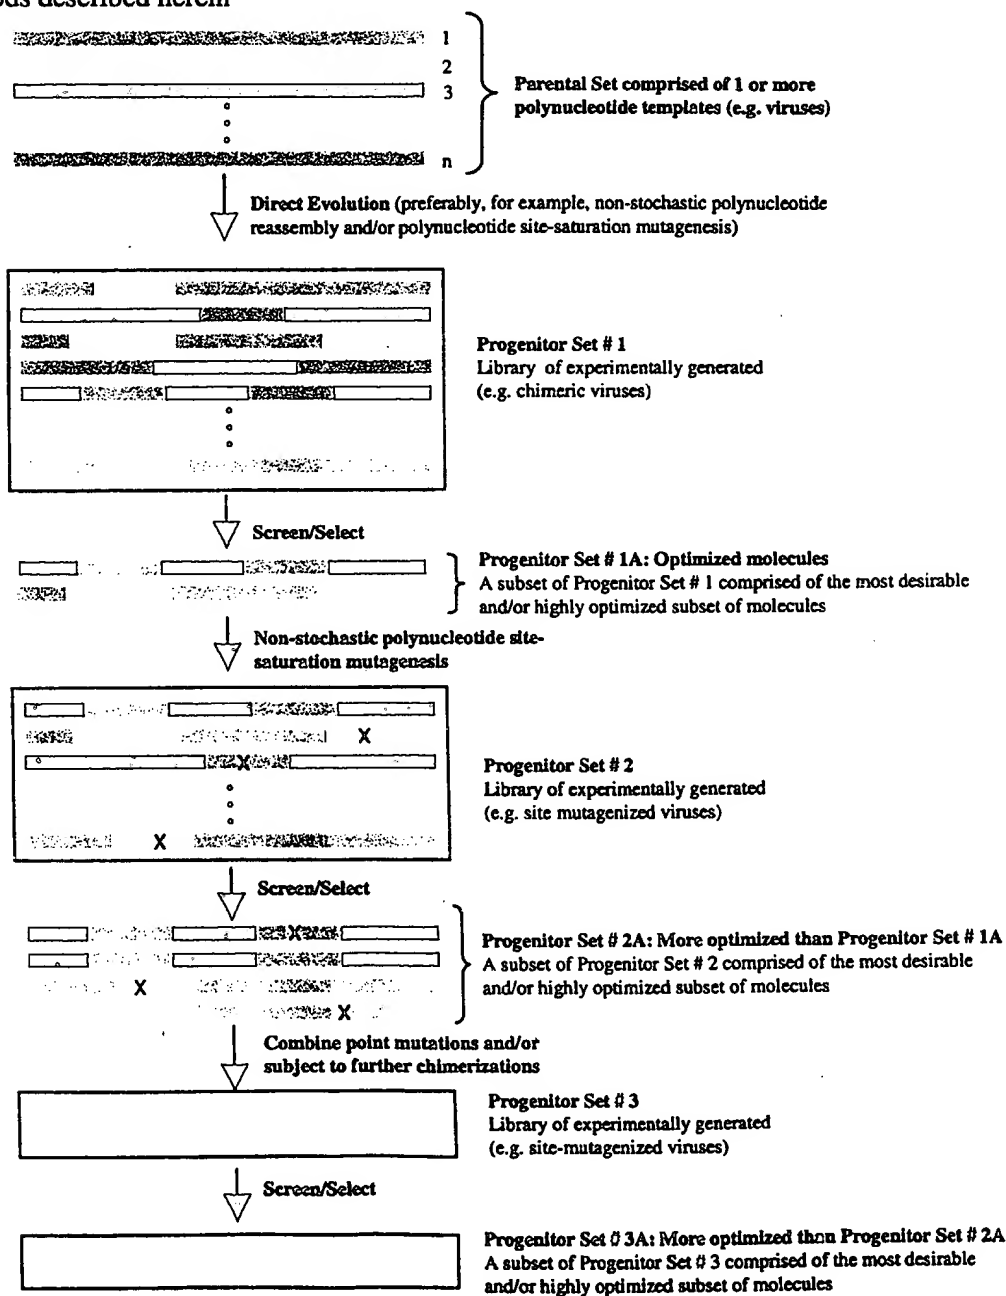 described herein
1
2
3
n
Parental Set comprised of 1 or more
polynucleotide templates (e.g. viruses)
Direct Evolution (preferably, for example, non-stochastic polynucleotide
reassembly and/or polynucleotide site-saturation mutagenesis)
Progenitor Set # 1
Library of experimentally generated
(e.g. chimeric viruses)
Screen/Select
Progenitor Set # 1A: Optimized molecules
A subset of Progenitor Set # 1 comprised of the most desirable
and/or highly optimized subset of molecules
Non-stochastic polynucleotide site-
saturation mutagenesis
X
X
X
Progenitor Set # 2
Library of experimentally generated
(e.g. site mutagenized viruses)
Screen/Select
X
X
X
Progenitor Set # 2A: More optimized than Progenitor Set # 1A
A subset of Progenitor Set # 2 comprised of the most desirable
and/or highly optimized subset of molecules
Combine point mutations and/or
subject to further chimerizations
Progenitor Set # 3
Library of experimentally generated
(e.g. site-mutagenized viruses)
Screen/Select
Progenitor Set # 3A: More optimized than Progenitor Set # 2A
A subset of Progenitor Set # 3 comprised of the most desirable
and/or highly optimized subset of molecules